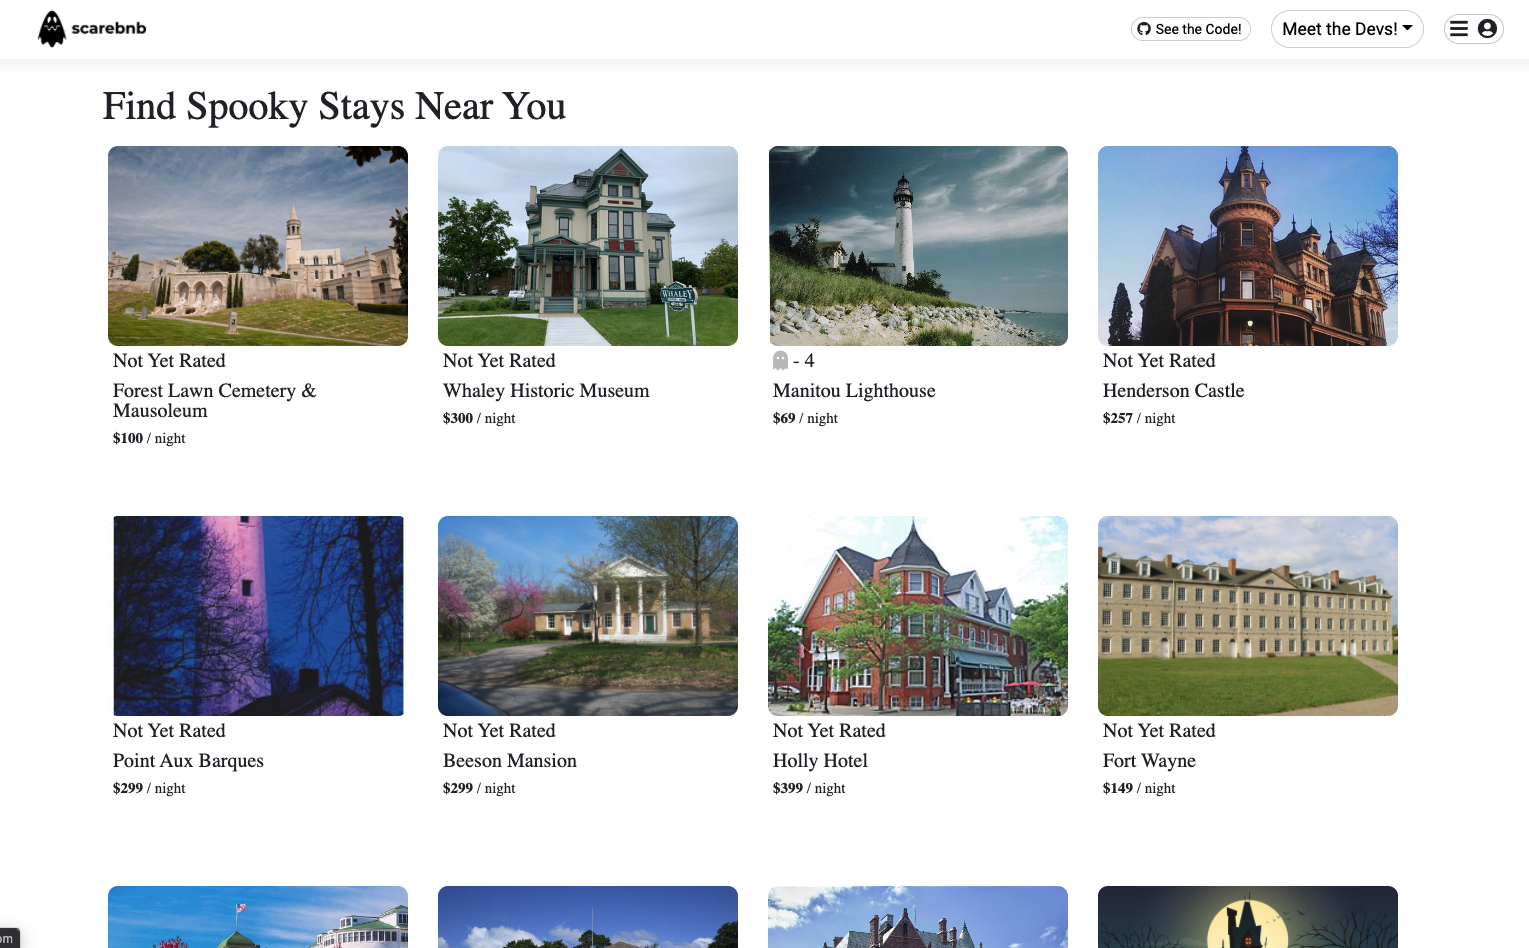 scarebnb
See the Code!
Meet the Devs!
Find Spooky Stays Near You
WHALEY
Not Yet Rated
Forest Lawn Cemetery &
Mausoleum
$100 / night
Not Yet Rated
Whaley Historic Museum
$300 / night
- 4
Manitou Lighthouse
$69 / night
Not Yet Rated
Henderson Castle
$257 / night
Not Yet Rated
Point Aux Barques
$299 / night
Not Yet Rated
Beeson Mansion
$299 / night
Not Yet Rated
Holly Hotel
$399 / night
Not Yet Rated
Fort Wayne
$149 / night
om